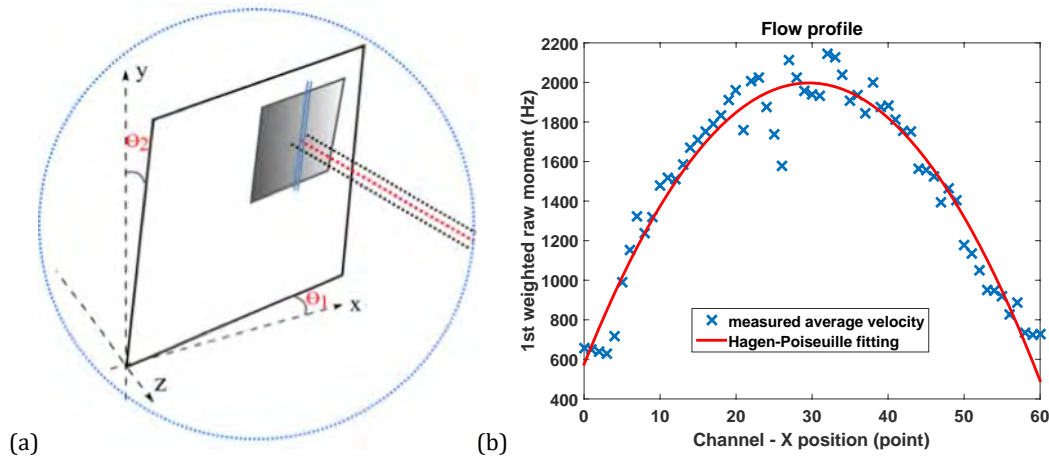 y
θ2
θ1
x
z
(a)
Flow profile
1st weighted raw moment (Hz)
2200
2000
1800
1600
1400
1200
1000
800
600
400
measured average velocity
Hagen-Poiseuille fitting
0 10 20 30 40 50 60
Channel - X position (point)
(b)